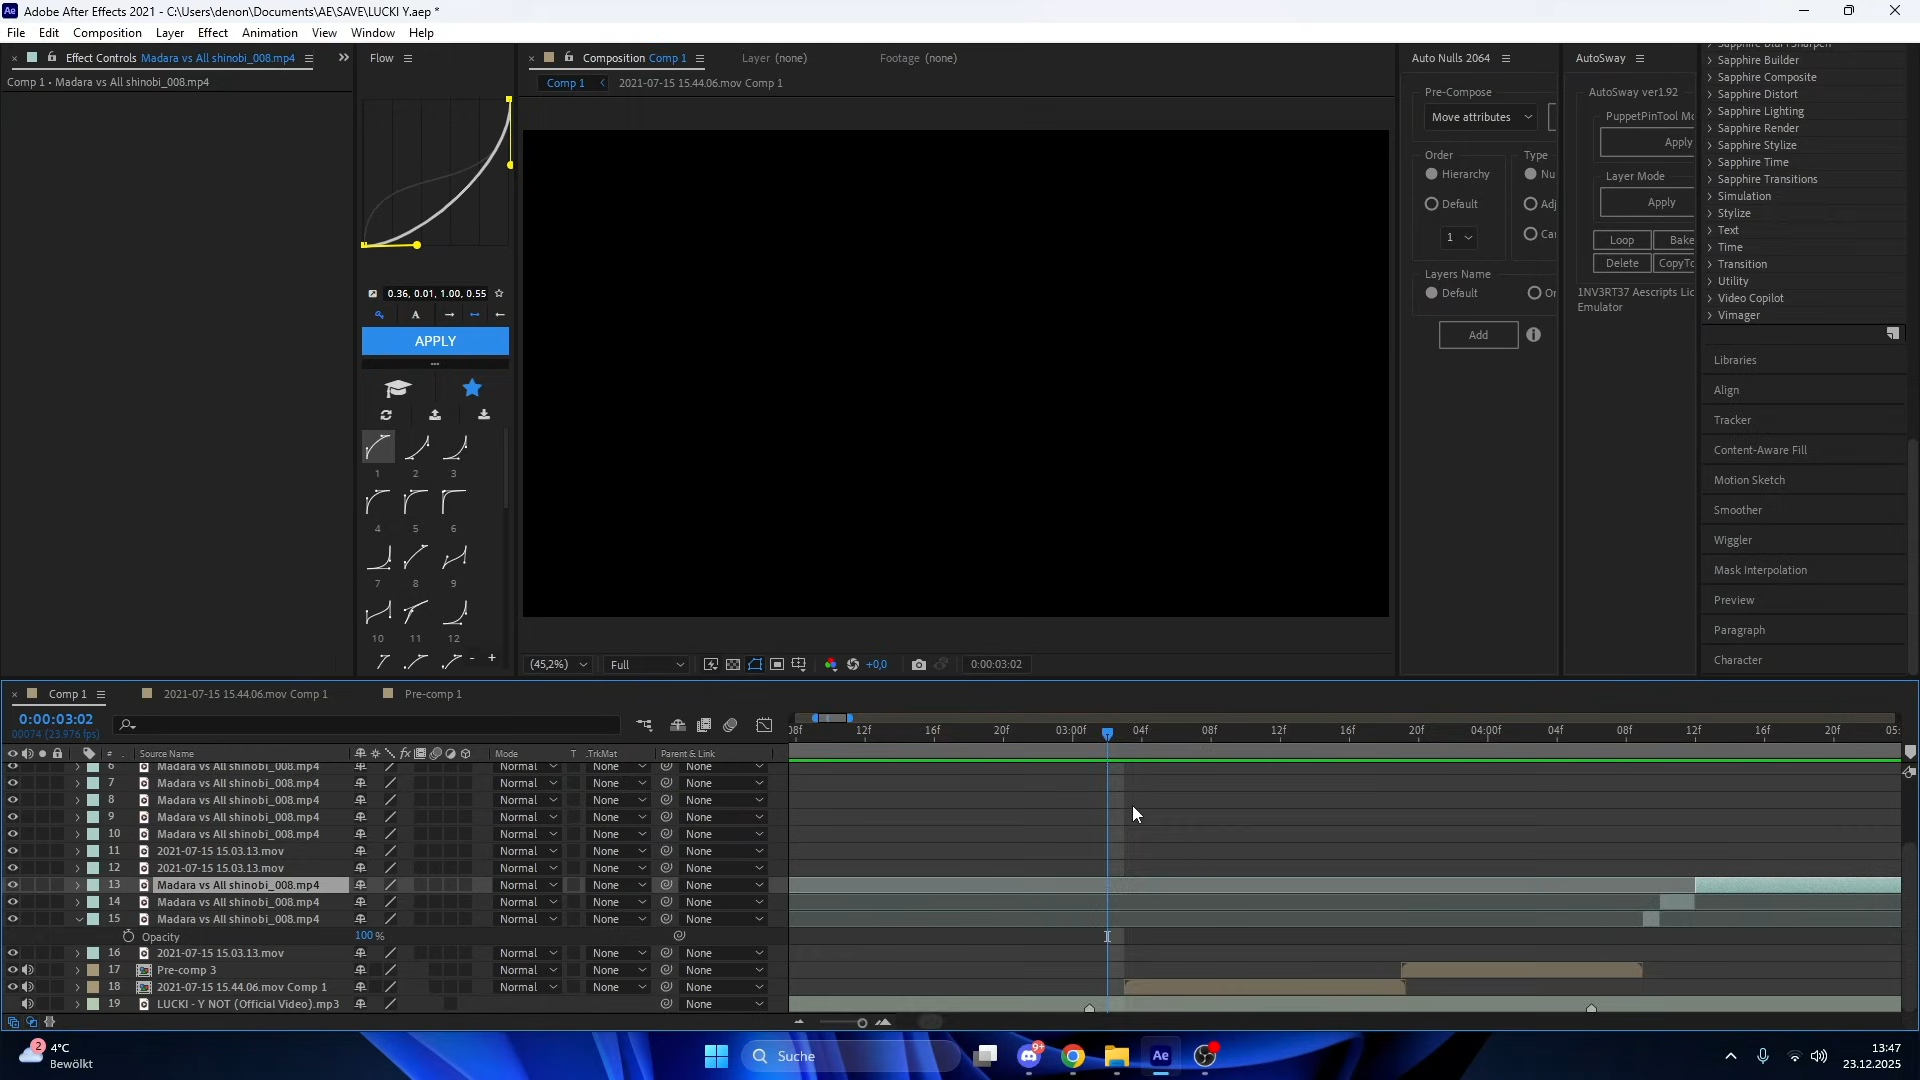 Adobe After Effects 2021 - C:\Users\denon\Documents\AE\SAVE\LUCKI Y.aep *
File Edit Composition Layer Effect Animation View Window Help
Effect Controls Madara vs All shinobi_008.mp4
Comp 1 • Madara vs All shinobi_008.mp4
Flow
0.36, 0.01, 1.00, 0.55
A
APPLY
1 2 3
4 5 6
7 8 9
10 11 12
- +
Composition Comp 1 Layer (none) Footage (none)
Comp 1 2021-07-15 15.44.06.mov Comp 1
(45,2%) Full +0,0 0:00:03:02
Auto Nulls 2064
Pre-Compose
Move attributes
Order Type
Hierarchy Nu
Default Adj
1 Ca
Layers Name
Default Or
Add
AutoSway
AutoSway ver1.92
PuppetPinTool Mo
Apply
Layer Mode
Apply
Loop Bake
Delete CopyTo
1NV3RT37 Aescripts Lic
Emulator
Sapphire Blur+Sharpen
Sapphire Builder
Sapphire Composite
Sapphire Distort
Sapphire Lighting
Sapphire Render
Sapphire Stylize
Sapphire Time
Sapphire Transitions
Simulation
Stylize
Text
Time
Transition
Utility
Video Copilot
Vimager
Libraries
Align
Tracker
Content-Aware Fill
Motion Sketch
Smoother
Wiggler
Mask Interpolation
Preview
Paragraph
Character
Comp 1 2021-07-15 15.44.06.mov Comp 1 Pre-comp 1
0:00:03:02
00074 (23.976 fps)
08f 12f 16f 20f 03:00f 04f 08f 12f 16f 20f 04:00f 04f 08f 12f 16f 20f 05:
# Source Name fx Mode T .TrkMat Parent & Link
6 Madara vs All shinobi_008.mp4 Normal None None
7 Madara vs All shinobi_008.mp4 Normal None None
8 Madara vs All shinobi_008.mp4 Normal None None
9 Madara vs All shinobi_008.mp4 Normal None None
10 Madara vs All shinobi_008.mp4 Normal None None
11 2021-07-15 15.03.13.mov Normal None None
12 2021-07-15 15.03.13.mov Normal None None
13 Madara vs All shinobi_008.mp4 Normal None None
14 Madara vs All shinobi_008.mp4 Normal None None
15 Madara vs All shinobi_008.mp4 Normal None None
Opacity 100 %
16 2021-07-15 15.03.13.mov Normal None None
17 Pre-comp 3 Normal None None
18 2021-07-15 15.44.06.mov Comp 1 Normal None None
19 LUCKI - Y NOT (Official Video).mp3 None
2 4°C
Bewölkt
Suche
9+
Ae
13:47
23.12.2025